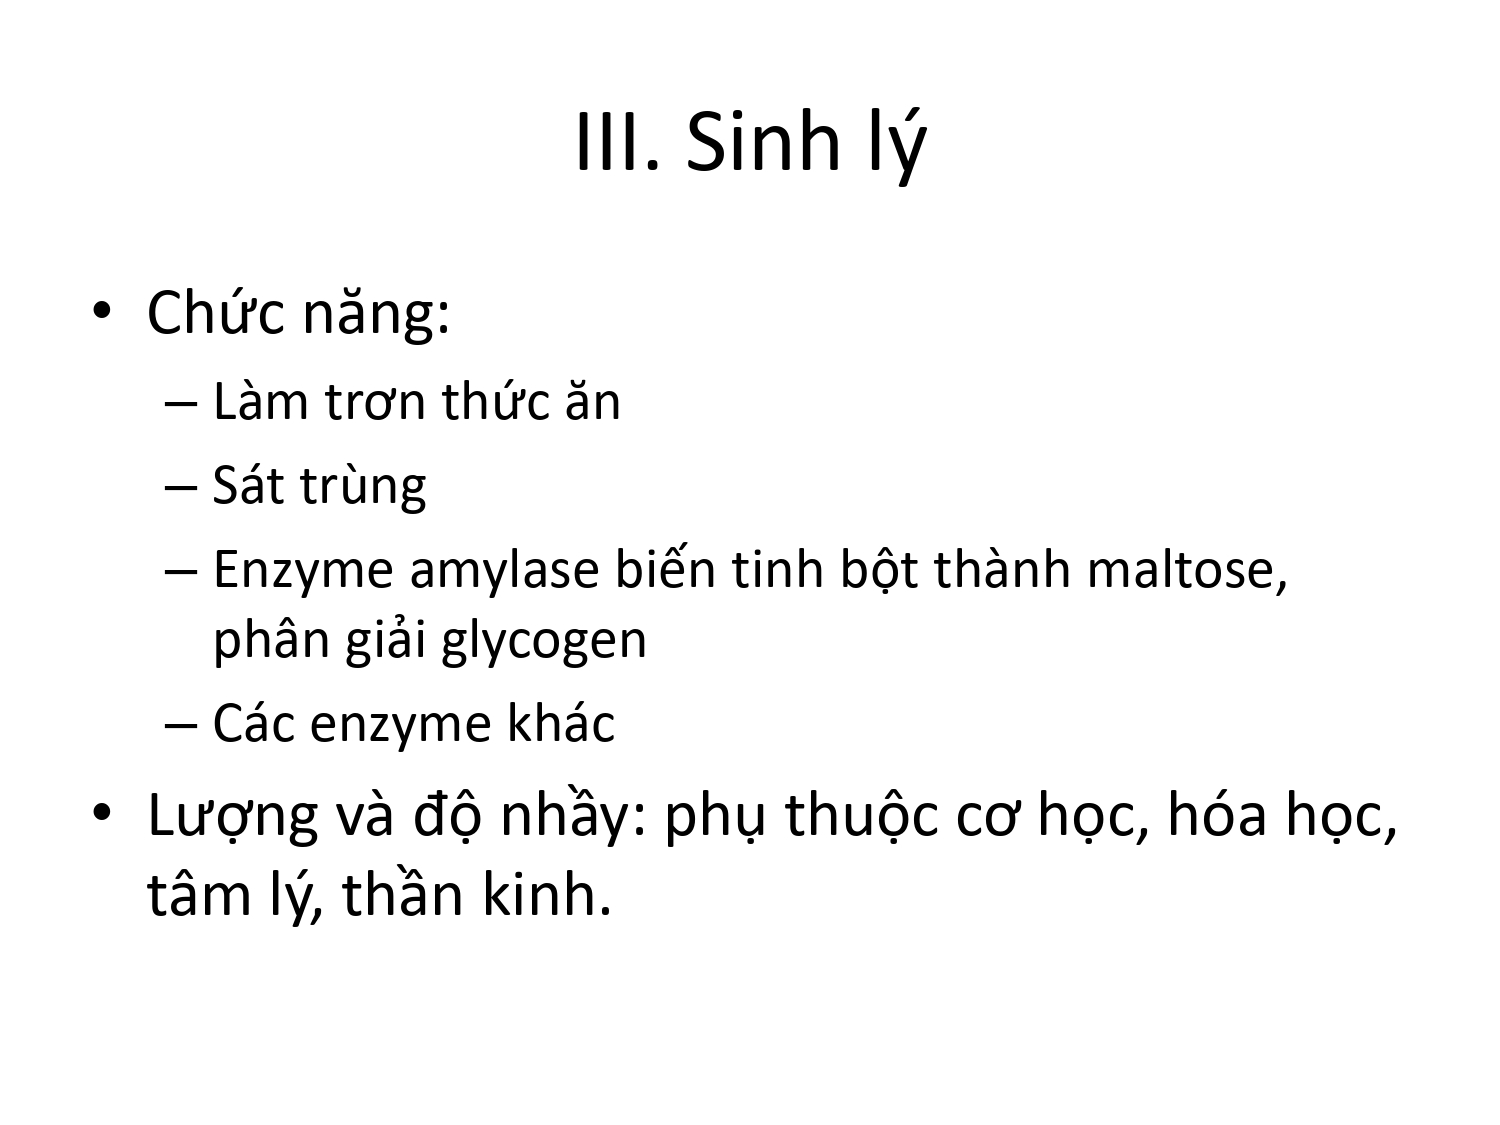 III. Sinh lý
• Chức năng:
– Làm trơn thức ăn
– Sát trùng
– Enzyme amylase biến tinh bột thành maltose,
phân giải glycogen
– Các enzyme khác
• Lượng và độ nhầy: phụ thuộc cơ học, hóa học,
tâm lý, thần kinh.